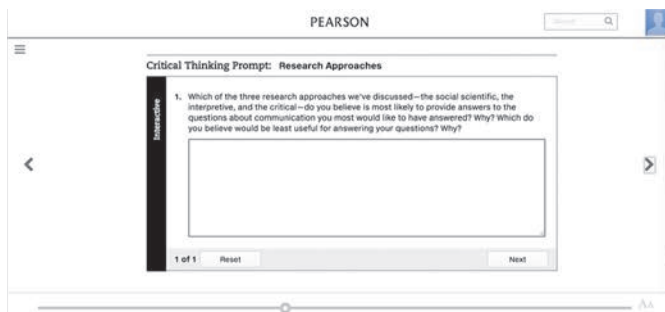 PEARSON
Critical Thinking Prompt: Research Approaches
Interactive
1. Which of the three research approaches we've discussed—the social scientific, the
interpretive, and the critical—do you believe is most likely to provide answers to the
questions about communication you most would like to have answered? Why? Which do
you believe would be least useful for answering your questions? Why?
1 of 1
Reset
Next
AA